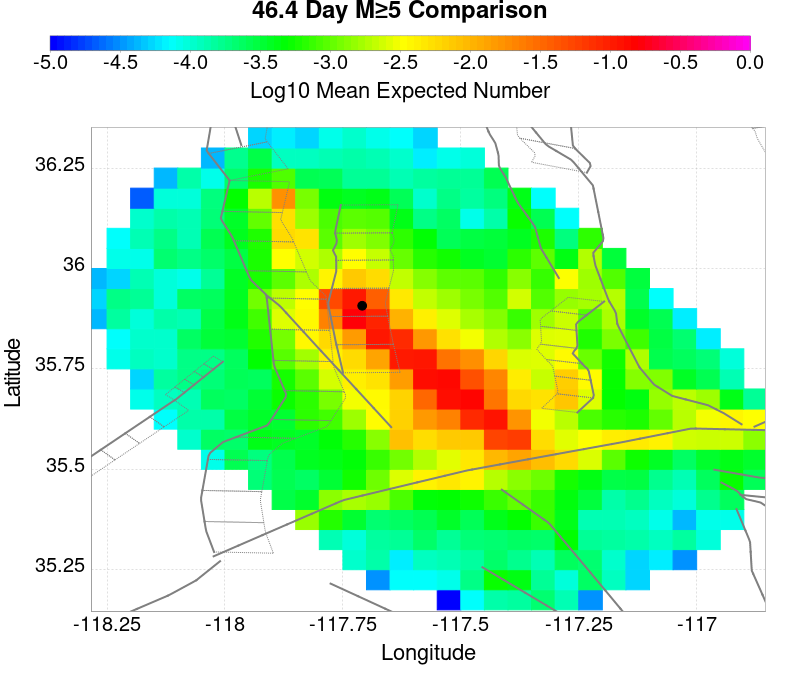 46.4 Day M≥5 Comparison
-5.0 -4.5 -4.0 -3.5 -3.0 -2.5 -2.0 -1.5 -1.0 -0.5 0.0
Log10 Mean Expected Number
36.25
36
35.75
35.5
35.25
Latitude
-118.25 -118 -117.75 -117.5 -117.25 -117
Longitude